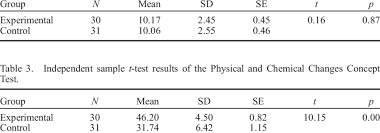 Group N Mean SD SE t p
Experimental 30 10.17 2.45 0.45 0.16 0.87
Control 31 10.06 2.55 0.46
Table 3. Independent sample t-test results of the Physical and Chemical Changes Concept
Test.
Group N Mean SD SE t p
Experimental 30 46.20 4.50 0.82 10.15 0.00
Control 31 31.74 6.42 1.15